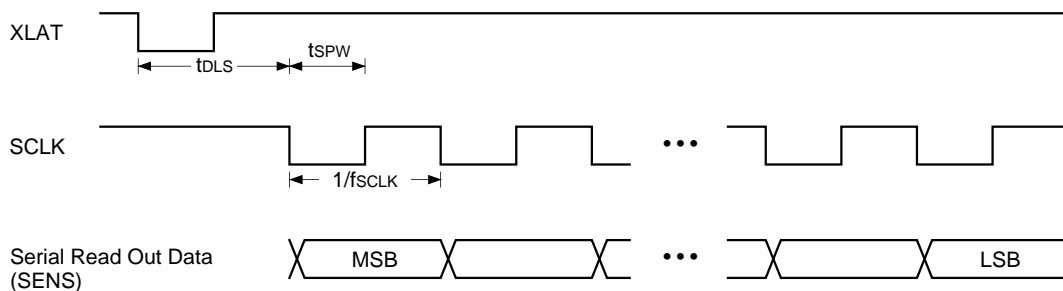 XLAT
tDLS
tSPW
SCLK
•••
1/fSCLK
Serial Read Out Data
(SENS)
MSB
•••
LSB